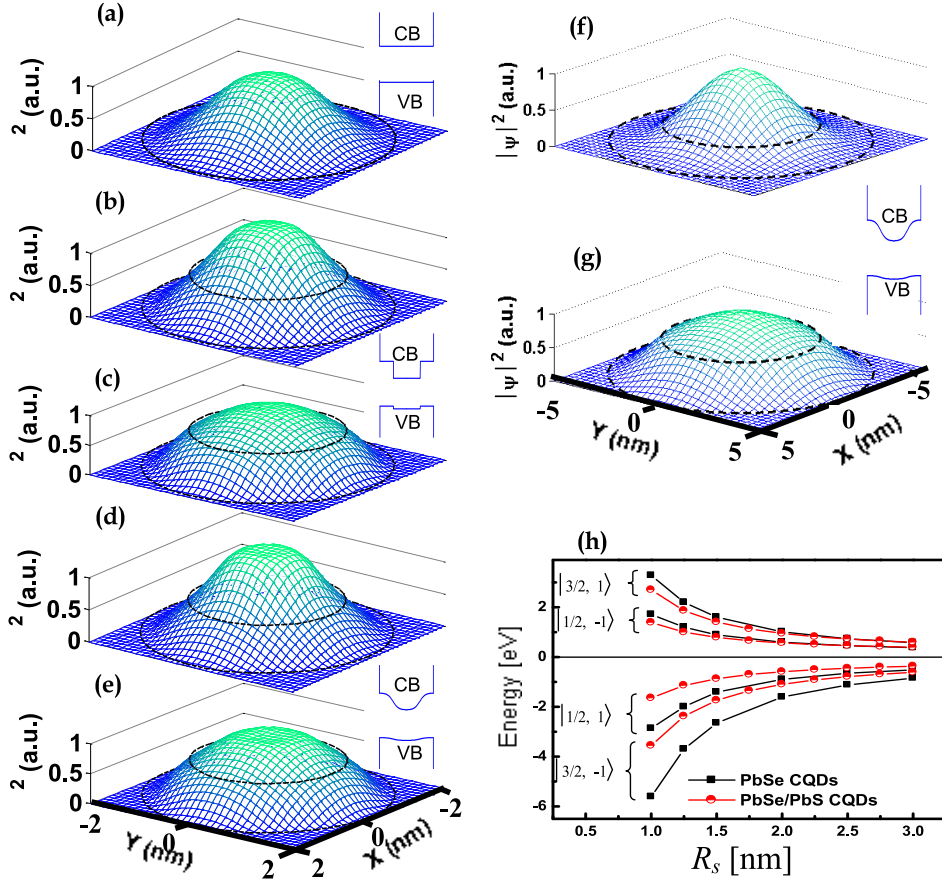 (a)
CB
VB
2 (a.u.)
1
0.5
0
(b)
2 (a.u.)
1
0.5
0
CB
VB
(c)
2 (a.u.)
1
0.5
0
(d)
2 (a.u.)
1
0.5
0
CB
VB
(e)
2 (a.u.)
1
0.5
0
-2
0
2
Y (nm)
2
0
-2
X (nm)
(f)
|ψ|² (a.u.)
1
0.5
0
CB
VB
(g)
|ψ|² (a.u.)
1
0.5
0
-5
0
5
Y (nm)
5
0
-5
X (nm)
(h)
|3/2, 1⟩
|1/2, -1⟩
|1/2, 1⟩
|3/2, -1⟩
Energy [eV]
2
0
-2
-4
-6
PbSe CQDs
PbSe/PbS CQDs
0.5 1.0 1.5 2.0 2.5 3.0
Rs [nm]